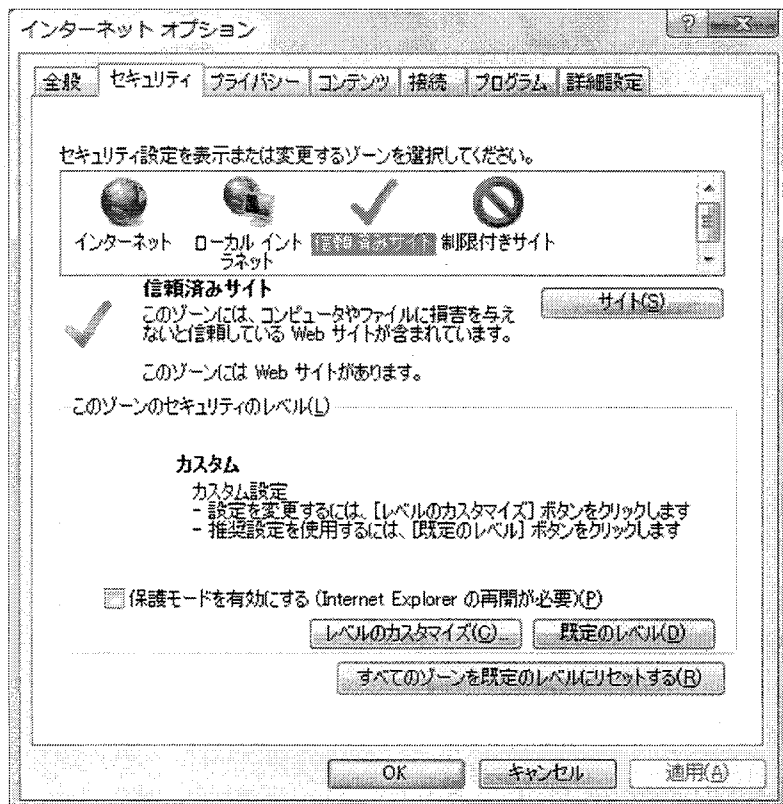 インターネット オプション
全般 セキュリティ プライバシー コンテンツ 接続 プログラム 詳細設定
セキュリティ設定を表示または変更するゾーンを選択してください。
インターネット ローカル イント 信頼済みサイト 制限付きサイト
ラネット
信頼済みサイト
サイト(S)
このゾーンには、コンピュータやファイルに損害を与え
ないと信頼している Web サイトが含まれています。
このゾーンには Web サイトがあります。
このゾーンのセキュリティのレベル(L)
カスタム
カスタム設定
- 設定を変更するには、[レベルのカスタマイズ] ボタンをクリックします
- 推奨設定を使用するには、[既定のレベル] ボタンをクリックします
保護モードを有効にする (Internet Explorer の再開が必要)(P)
レベルのカスタマイズ(C)... 既定のレベル(D)
すべてのゾーンを既定のレベルにリセットする(R)
OK キャンセル 適用(A)